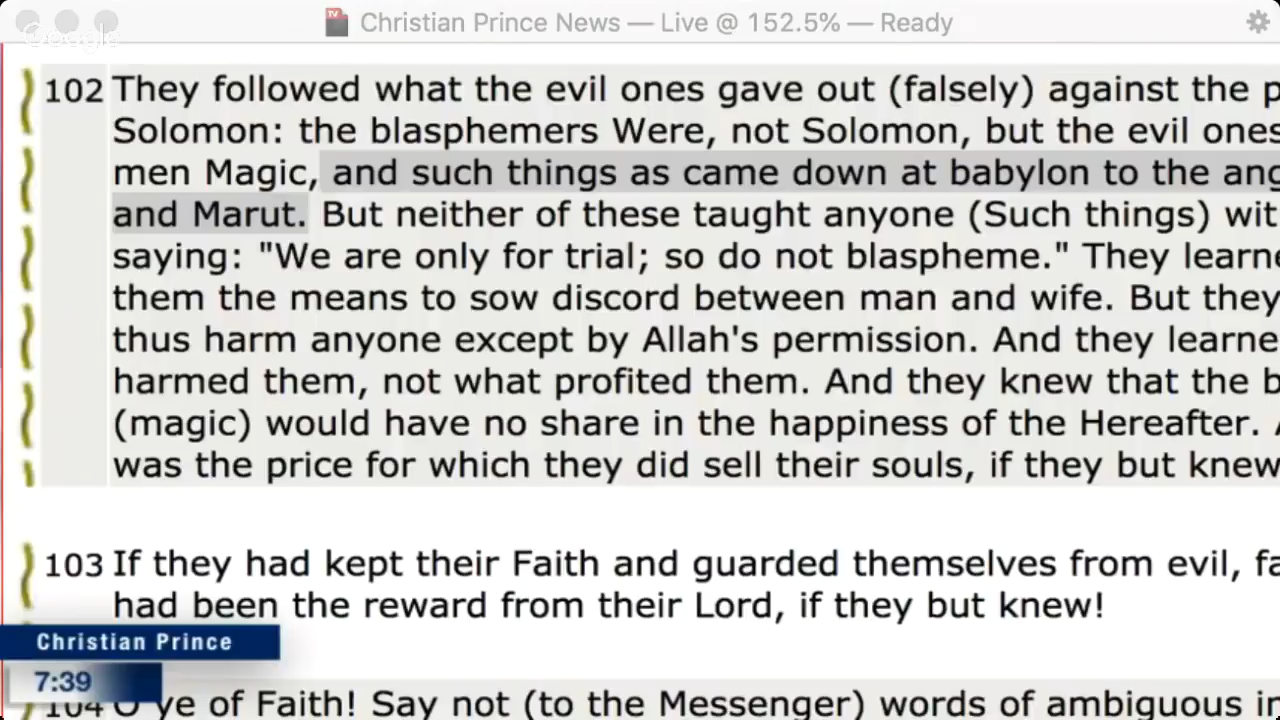 Christian Prince News — Live @ 152.5% — Ready
Google
102 They followed what the evil ones gave out (falsely) against the
Solomon: the blasphemers Were, not Solomon, but the evil ones
men Magic, and such things as came down at babylon to the
and Marut. But neither of these taught anyone (Such things)
saying: "We are only for trial; so do not blaspheme." They
them the means to sow discord between man and wife. But they
thus harm anyone except by Allah's permission. And they
harmed them, not what profited them. And they knew that the
(magic) would have no share in the happiness of the Hereafter.
was the price for which they did sell their souls, if they but knew
103 If they had kept their Faith and guarded themselves from evil,
had been the reward from their Lord, if they but knew!
Christian Prince
7:39
104 O ye of Faith! Say not (to the Messenger) words of ambiguous